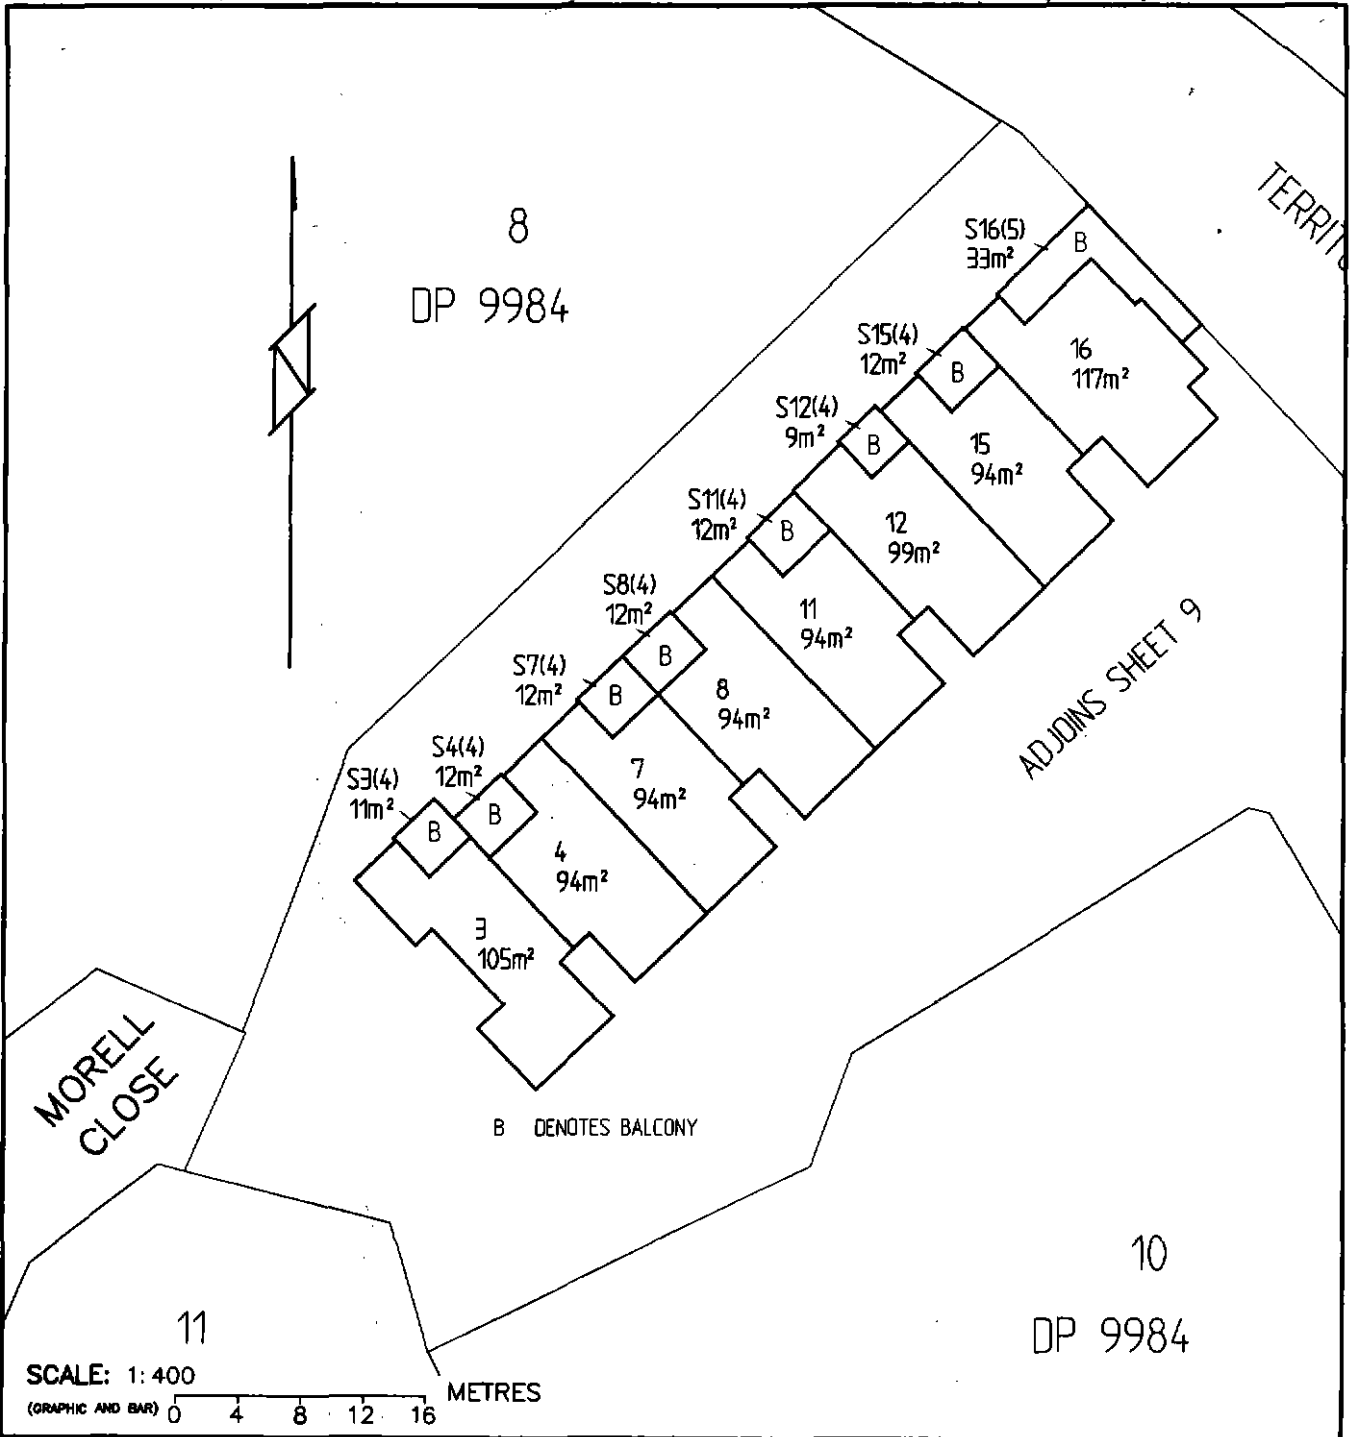 8
DP 9984
TERRIT
S16(5)
33m²
B
16
117m²
S15(4)
12m²
B
15
94m²
S12(4)
9m²
B
12
99m²
S11(4)
12m²
B
11
94m²
S8(4)
12m²
B
8
94m²
S7(4)
12m²
B
7
94m²
S4(4)
12m²
B
4
94m²
S3(4)
11m²
B
3
105m²
ADJOINS SHEET 9
MORELL
CLOSE
B DENOTES BALCONY
10
DP 9984
11
SCALE: 1:400
(GRAPHIC AND BAR) 0 4 8 12 16 METRES